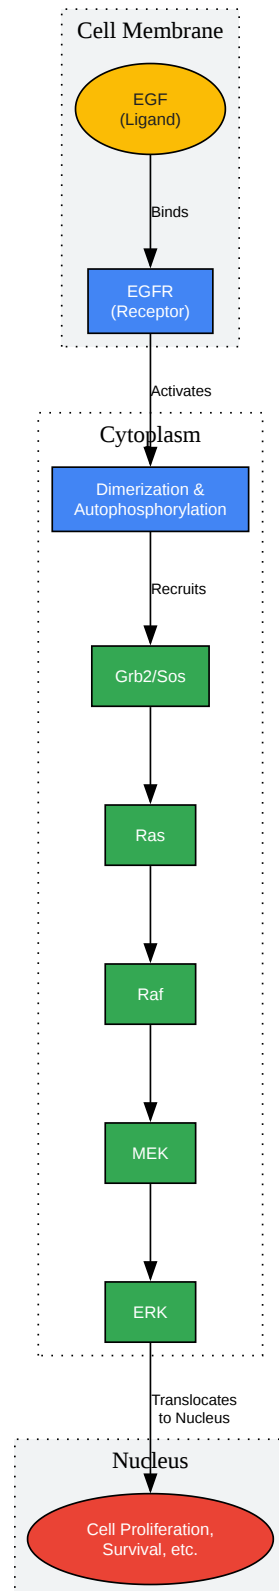 Cell Membrane
EGF
(Ligand)
Binds
EGFR
(Receptor)
Activates
Cytoplasm
Dimerization &
Autophosphorylation
Recruits
Grb2/Sos
Ras
Raf
MEK
ERK
Translocates
to Nucleus
Nucleus
Cell Proliferation,
Survival, etc.